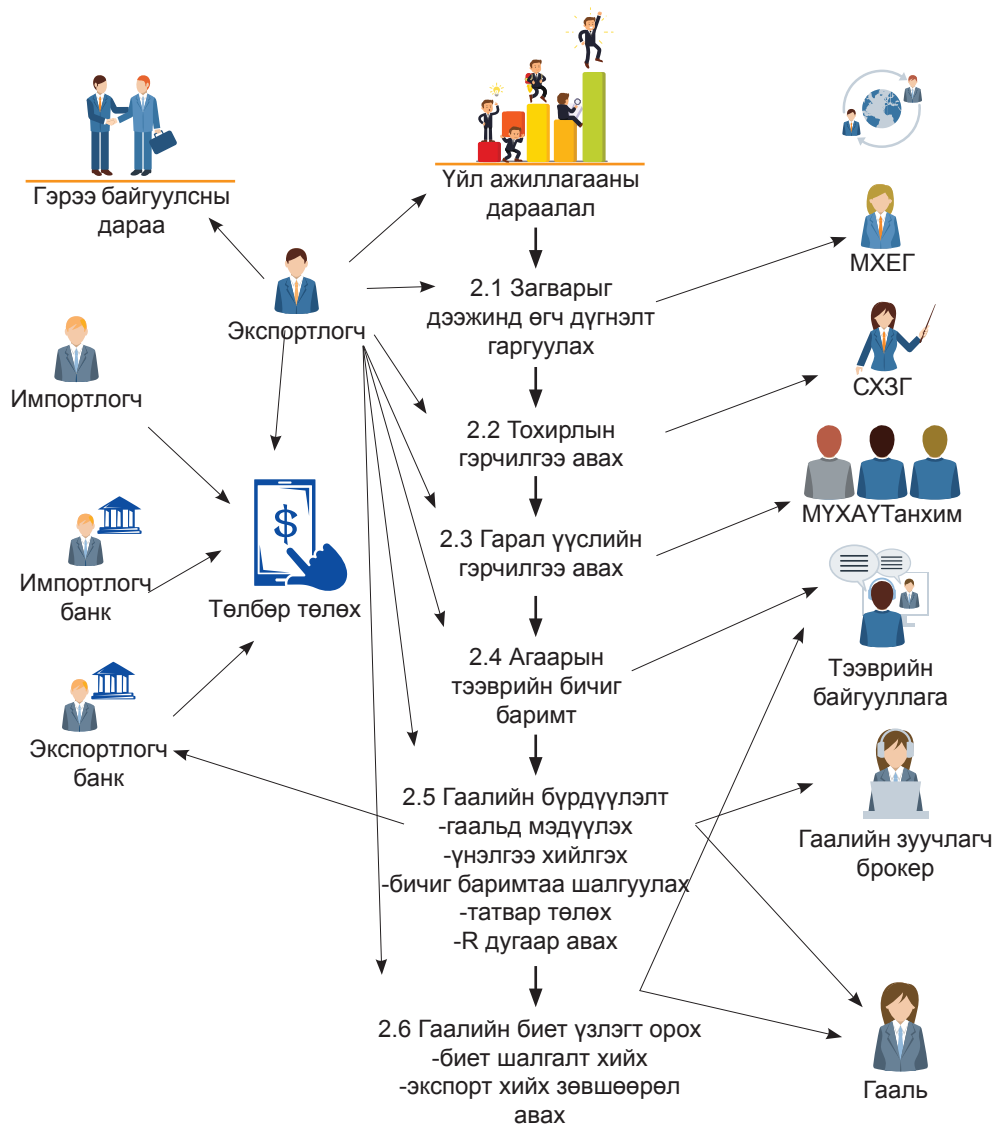 Гэрээ байгуулсны
дараа
Үйл ажиллагааны
дараалал
Экспортлогч
Импортлогч
Импортлогч
банк
Экспортлогч
банк
$
Төлбөр төлөх
2.1 Загварыг
дээжинд өгч дүгнэлт
гаргуулах
2.2 Тохирлын
гэрчилгээ авах
2.3 Гарал үүслийн
гэрчилгээ авах
2.4 Агаарын
тээврийн бичиг
баримт
2.5 Гаалийн бүрдүүлэлт
-гаальд мэдүүлэх
-үнэлгээ хийлгэх
-бичиг баримтаа шалгуулах
-татвар төлөх
-R дугаар авах
2.6 Гаалийн биет үзлэгт орох
-биет шалгалт хийх
-экспорт хийх зөвшөөрөл
авах
МХЕГ
СХЗГ
МҮХАҮТанхим
Тээврийн
байгууллага
Гаалийн зуучлагч
брокер
Гааль